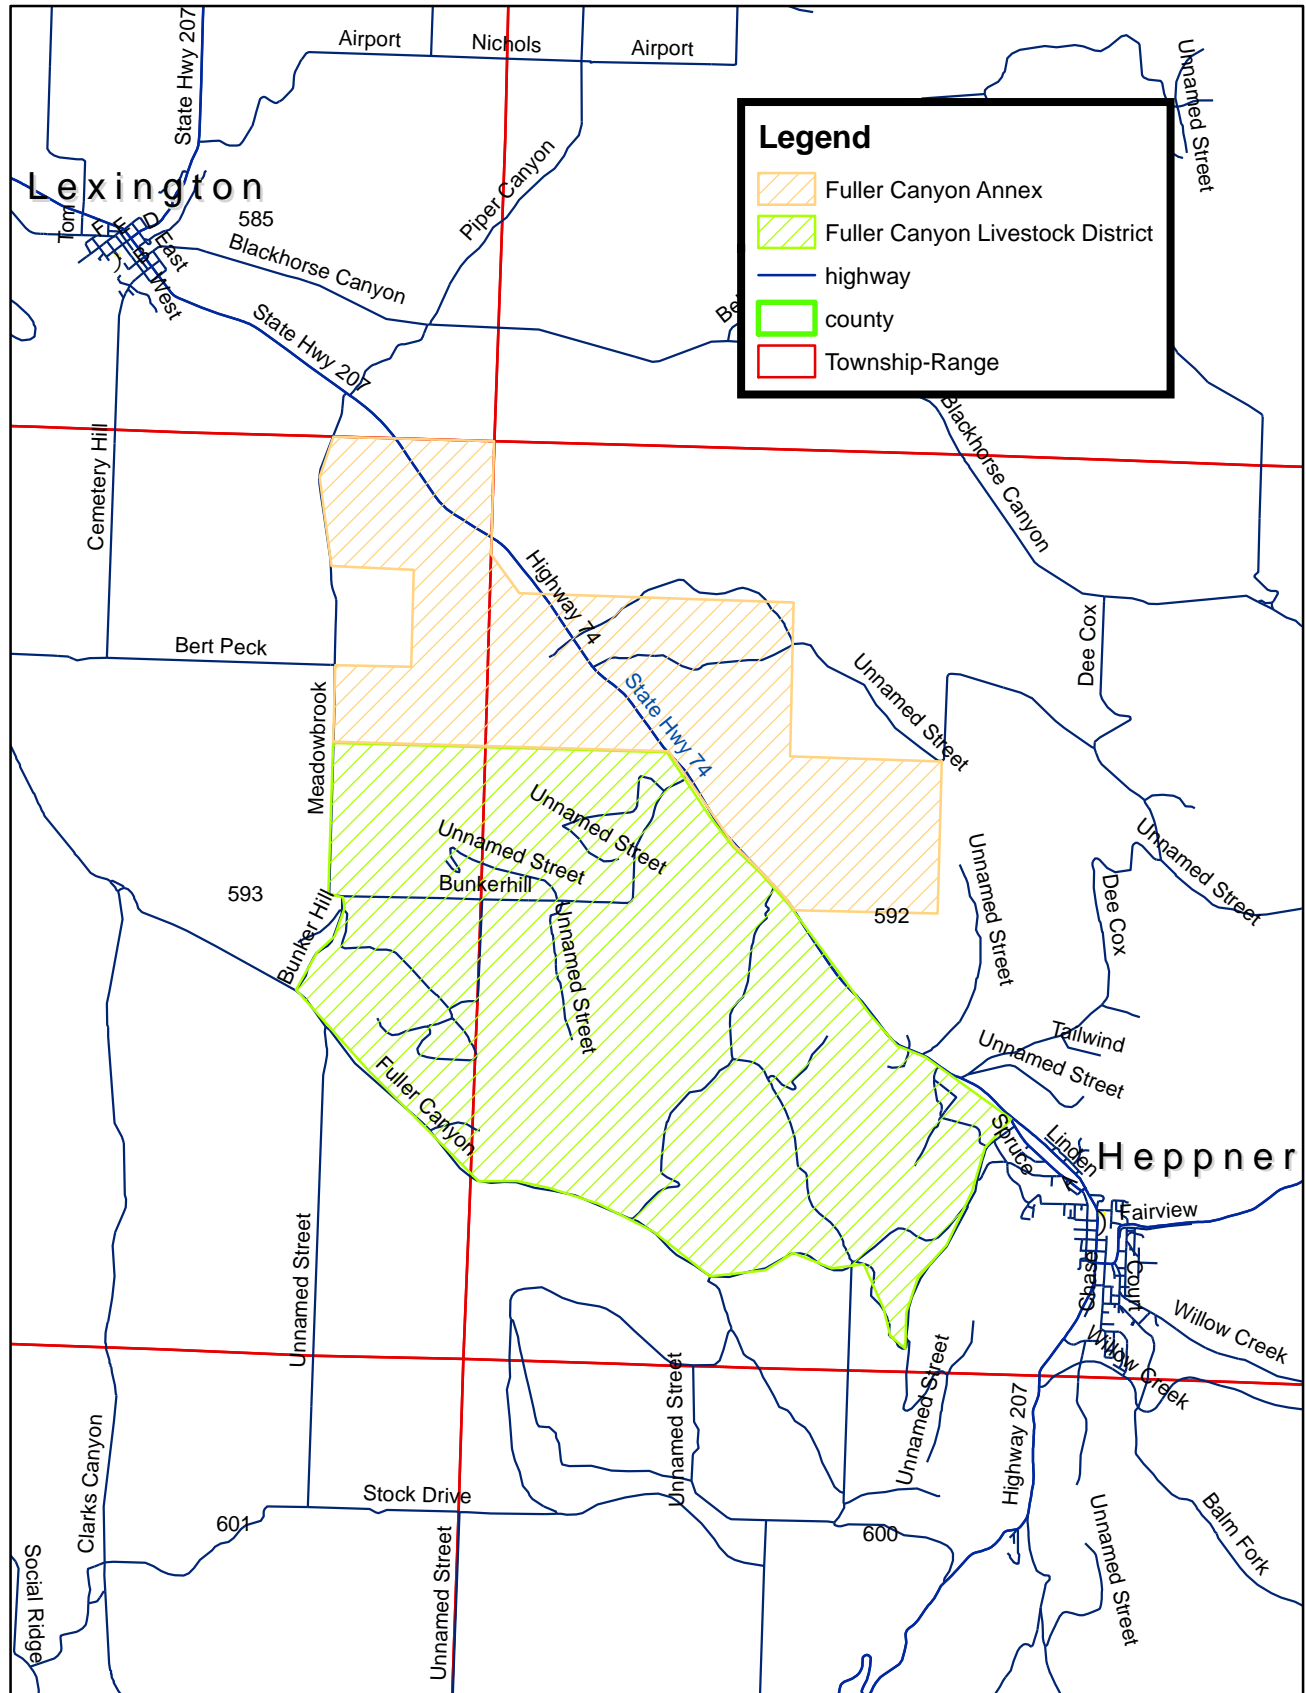 Airport
Nichols
Airport
State Hwy 207
Unnamed Street
Legend
Fuller Canyon Annex
Fuller Canyon Livestock District
highway
county
Township-Range
Lexington
Tom
585
F
E
D
B
East
West
Piper Canyon
Blackhorse Canyon
State Hwy 207
Cemetery Hill
Blackhorse Canyon
Highway 74
Bert Peck
Dee Cox
Unnamed Street
State Hwy 74
Meadowbrook
Unnamed Street
Unnamed Street
Bunkerhill
Unnamed Street
593
592
Bunker Hill
Unnamed Street
Unnamed Street
Dee Cox
Tailwind
Unnamed Street
Fuller Canyon
Spruce
Linden
A
Heppner
Fairview
Chase
Court
Willow Creek
Willow Creek
Unnamed Street
Unnamed Street
Unnamed Street
Highway 207
Clarks Canyon
Stock Drive
601
600
Unnamed Street
Unnamed Street
Balm Fork
Social Ridge